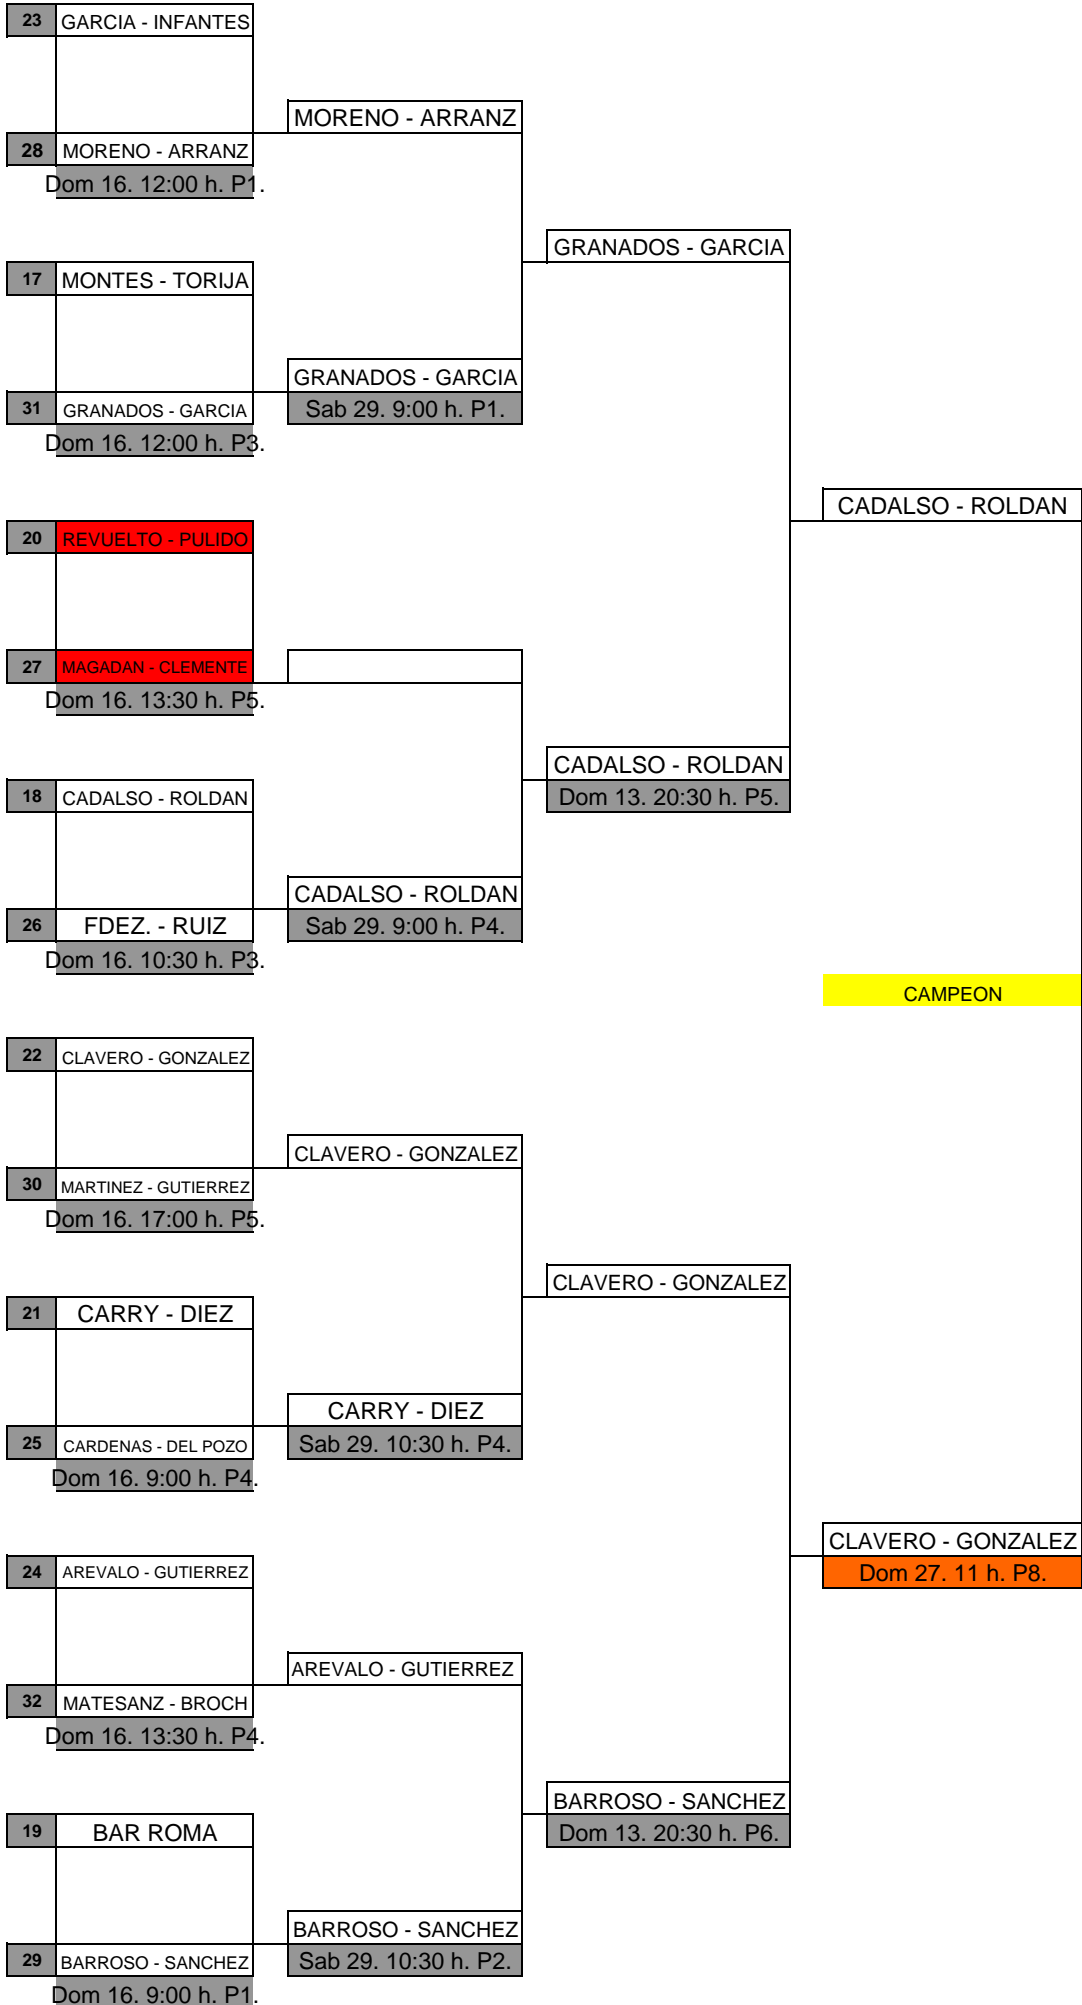 23 GARCIA - INFANTES
MORENO - ARRANZ
28 MORENO - ARRANZ
Dom 16. 12:00 h. P1.
GRANADOS - GARCIA
17 MONTES - TORIJA
GRANADOS - GARCIA
31 GRANADOS - GARCIA
Sab 29. 9:00 h. P1.
Dom 16. 12:00 h. P3.
CADALSO - ROLDAN
20 REVUELTO - PULIDO
27 MAGADAN - CLEMENTE
Dom 16. 13:30 h. P5.
CADALSO - ROLDAN
18 CADALSO - ROLDAN
Dom 13. 20:30 h. P5.
CADALSO - ROLDAN
26 FDEZ. - RUIZ
Sab 29. 9:00 h. P4.
Dom 16. 10:30 h. P3.
CAMPEON
22 CLAVERO - GONZALEZ
CLAVERO - GONZALEZ
30 MARTINEZ - GUTIERREZ
Dom 16. 17:00 h. P5.
CLAVERO - GONZALEZ
21 CARRY - DIEZ
CARRY - DIEZ
25 CARDENAS - DEL POZO
Sab 29. 10:30 h. P4.
Dom 16. 9:00 h. P4.
CLAVERO - GONZALEZ
24 AREVALO - GUTIERREZ
Dom 27. 11 h. P8.
AREVALO - GUTIERREZ
32 MATESANZ - BROCH
Dom 16. 13:30 h. P4.
BARROSO - SANCHEZ
19 BAR ROMA
Dom 13. 20:30 h. P6.
BARROSO - SANCHEZ
29 BARROSO - SANCHEZ
Sab 29. 10:30 h. P2.
Dom 16. 9:00 h. P1.